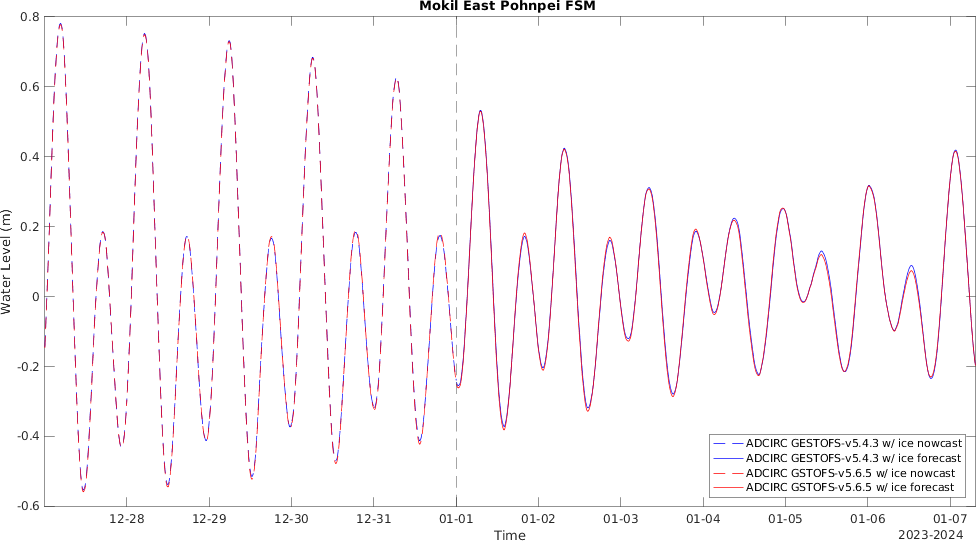 Mokil East Pohnpei FSM
0.8
0.6
0.4
0.2
0
-0.2
-0.4
-0.6
Water Level (m)
12-28 12-29 12-30 12-31 01-01 01-02 01-03 01-04 01-05 01-06 01-07
Time
2023-2024
ADCIRC GESTOFS-v5.4.3 w/ ice nowcast
ADCIRC GESTOFS-v5.4.3 w/ ice forecast
ADCIRC GSTOFS-v5.6.5 w/ ice nowcast
ADCIRC GSTOFS-v5.6.5 w/ ice forecast